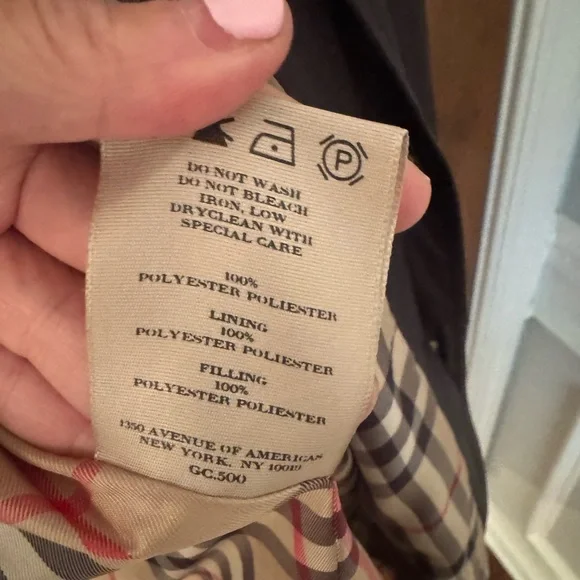 P
DO NOT WASH
DO NOT BLEACH
IRON, LOW
DRYCLEAN WITH
SPECIAL CARE
100%
POLYESTER POLIESTER
LINING
100%
POLYESTER POLIESTER
FILLING
100%
POLYESTER POLIESTER
1350 AVENUE OF AMERICAS
NEW YORK, NY 10019
GC.500